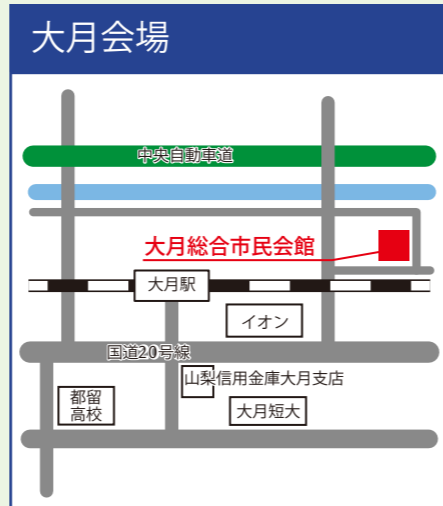 大月会場
中央自動車道
大月総合市民会館
大月駅
イオン
国道20号線
山梨信用金庫大月支店
都留
高校
大月短大